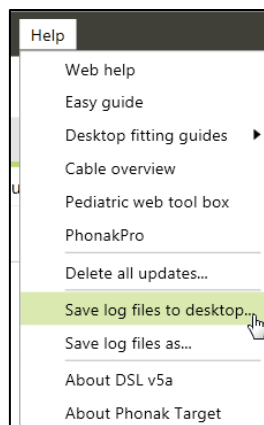 Help
Web help
Easy guide
Desktop fitting guides
Cable overview
Pediatric web tool box
PhonakPro
Delete all updates...
Save log files to desktop...
Save log files as...
About DSL v5a
About Phonak Target
u